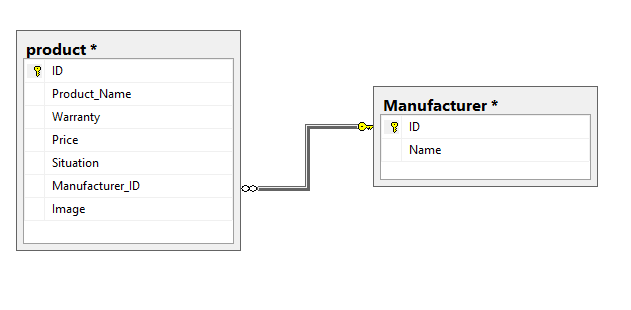 product *
ID
Product_Name
Warranty
Price
Situation
Manufacturer_ID
Image
Manufacturer *
ID
Name